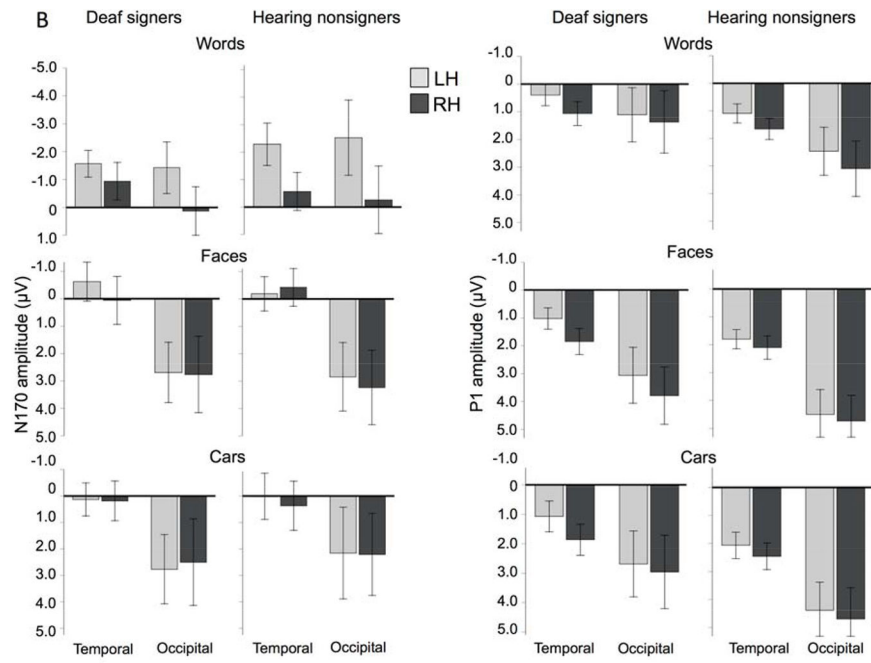 B
Deaf signers Hearing nonsigners
Words
-5.0
-4.0
-3.0
-2.0
-1.0
0
1.0
LH
RH
Faces
-1.0
0
1.0
2.0
3.0
4.0
5.0
N170 amplitude (µV)
Cars
-1.0
0
1.0
2.0
3.0
4.0
5.0
Temporal Occipital Temporal Occipital
Deaf signers Hearing nonsigners
Words
-1.0
0
1.0
2.0
3.0
4.0
5.0
Faces
-1.0
0
1.0
2.0
3.0
4.0
5.0
P1 amplitude (µV)
Cars
-1.0
0
1.0
2.0
3.0
4.0
5.0
Temporal Occipital Temporal Occipital